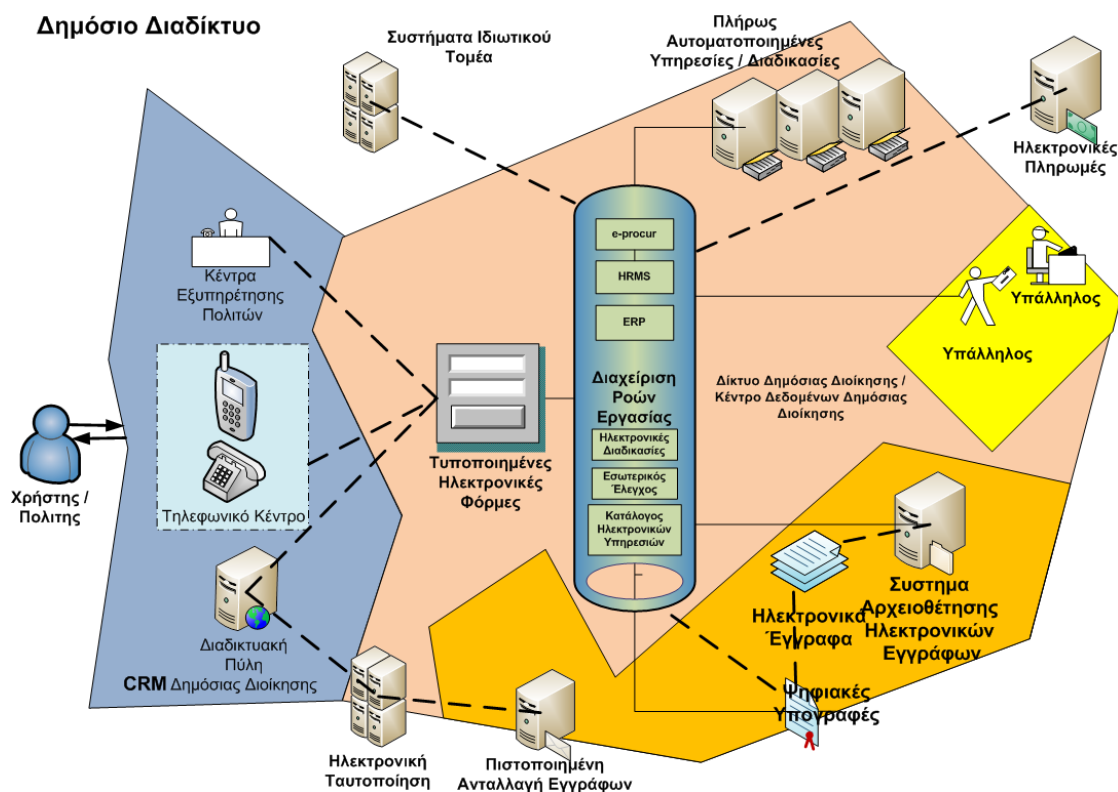 Δημόσιο Διαδίκτυο
Συστήματα Ιδιωτικού
Τομέα
Πλήρως
Αυτοματοποιημένες
Υπηρεσίες / Διαδικασίες
Ηλεκτρονικές
Πληρωμές
Κέντρα
Εξυπηρέτησης
Πολιτών
e-procur
HRMS
ERP
Υπάλληλος
Υπάλληλος
Διαχείριση
Ροών
Εργασίας
Δίκτυο Δημόσιας Διοίκησης /
Κέντρο Δεδομένων Δημόσιας
Διοίκησης
Ηλεκτρονικές
Διαδικασίες
Εσωτερικός
Έλεγχος
Κατάλογος
Ηλεκτρονικών
Υπηρεσιών
Τυποποιημένες
Ηλεκτρονικές
Φόρμες
Χρήστης /
Πολιτης
Τηλεφωνικό Κέντρο
Διαδικτυακή
Πύλη
CRM Δημόσιας Διοίκησης
Ηλεκτρονικά
Έγγραφα
Συστημα
Αρχειοθέτησης
Ηλεκτρονικών
Εγγράφων
Ψηφιακές
Υπογραφές
Ηλεκτρονική
Ταυτοποίηση
Πιστοποιημένη
Ανταλλαγή Εγγράφων